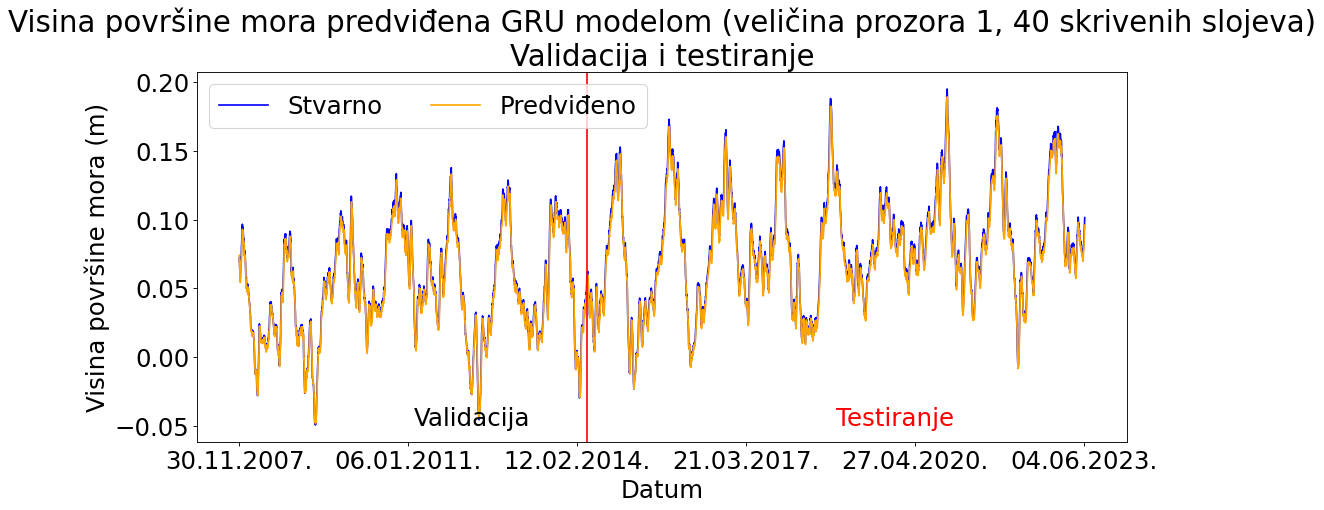 Visina površine mora predviđena GRU modelom (veličina prozora 1, 40 skrivenih slojeva)
Validacija i testiranje
Stvarno
Predviđeno
Visina površine mora (m)
0.20
0.15
0.10
0.05
0.00
−0.05
Validacija
Testiranje
30.11.2007.
06.01.2011.
12.02.2014.
21.03.2017.
27.04.2020.
04.06.2023.
Datum